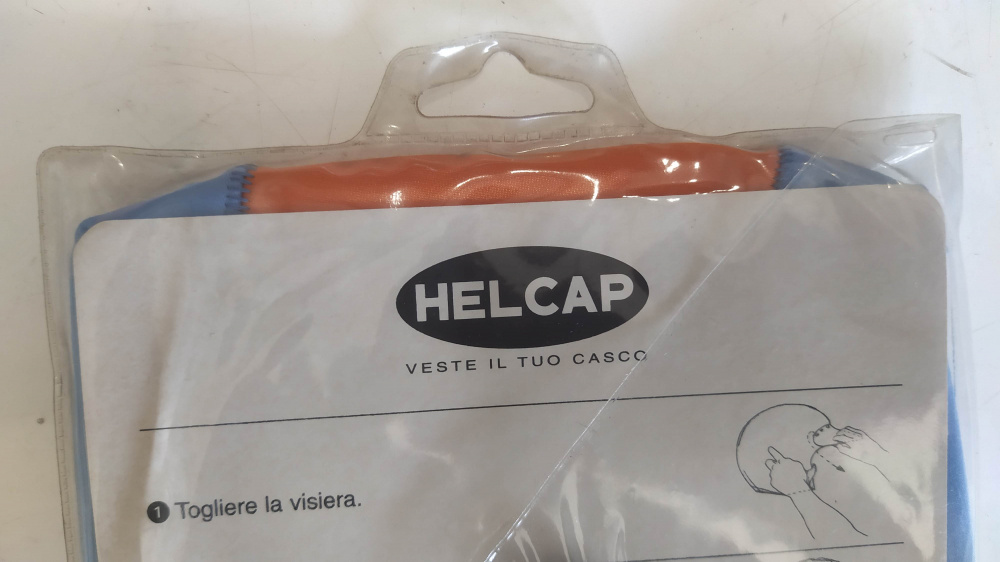 HELCAP
VESTE IL TUO CASCO
1 Togliere la visiera.